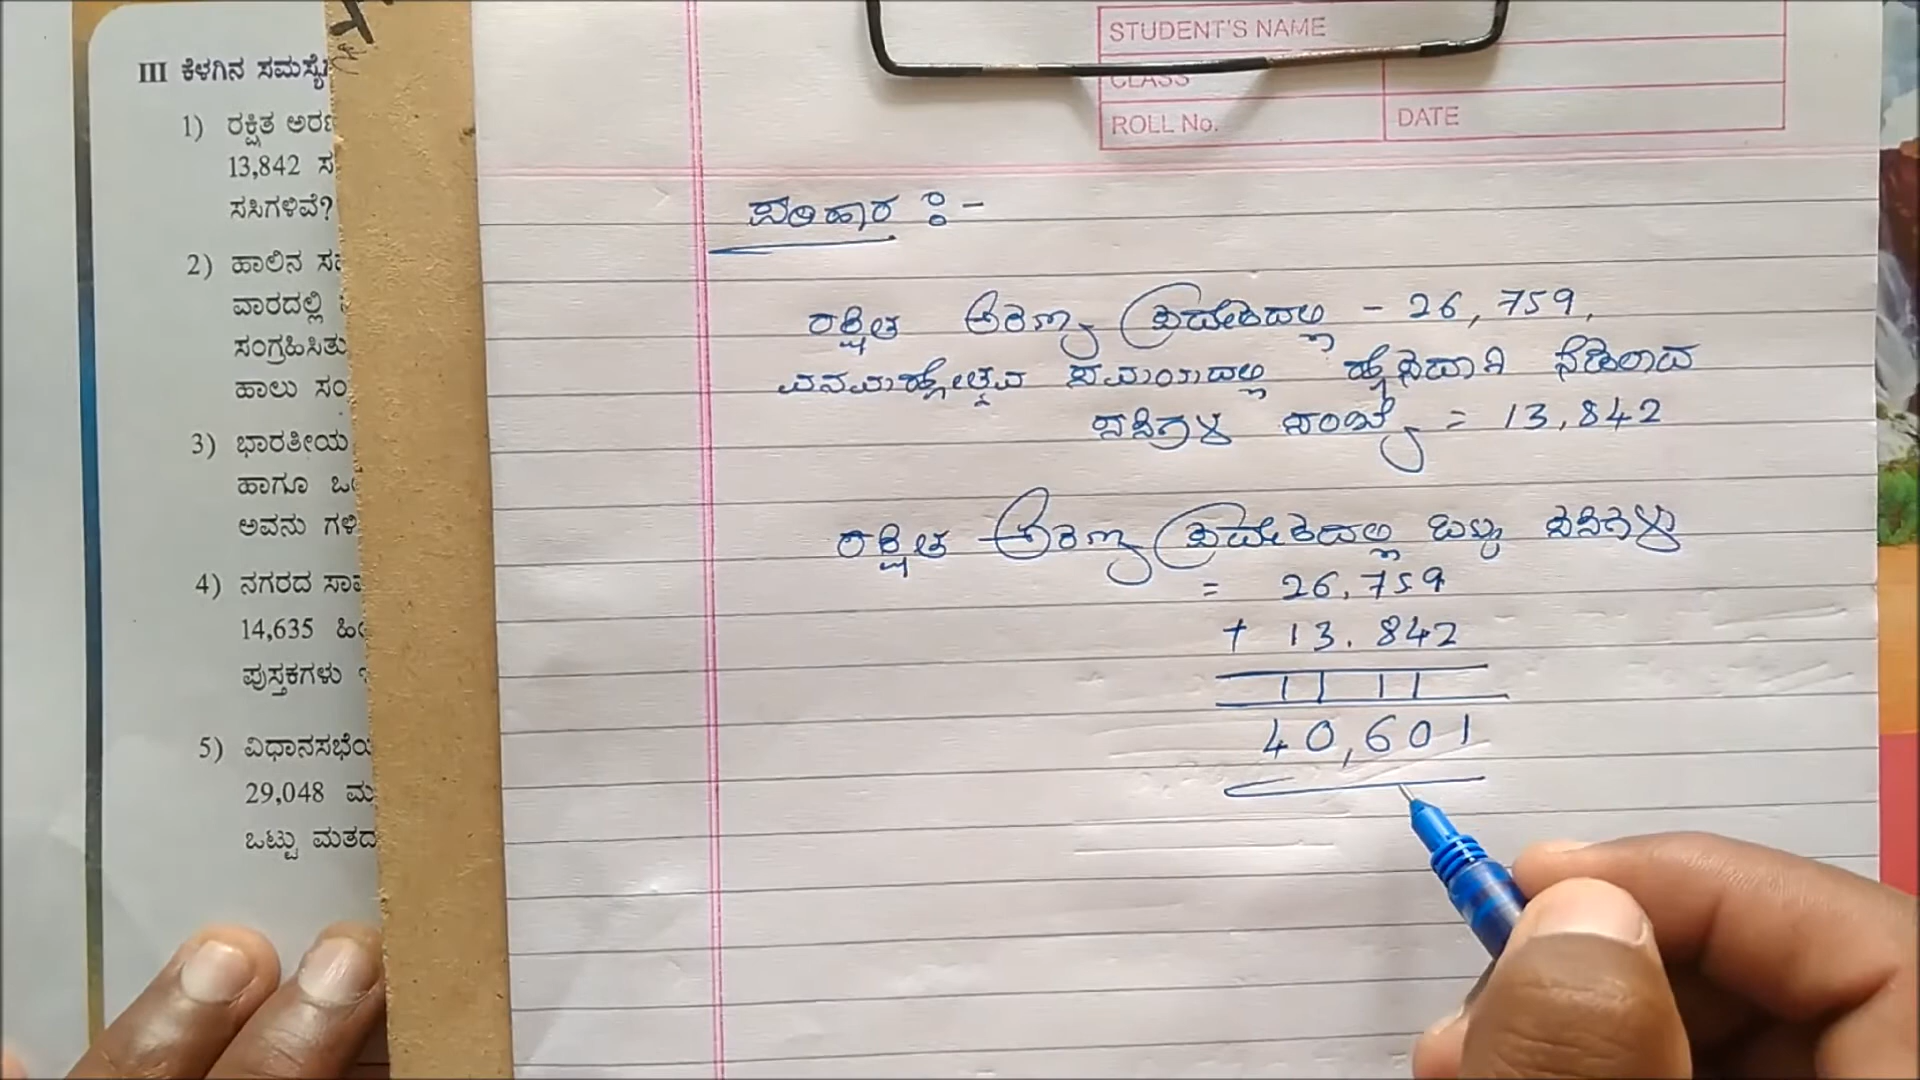 III ಕೆಳಗಿನ
1) ರಕ್ಷಿತ
13,842
ಸಸಿಗಳಿವೆ?
2) ಹಾಲಿನ
ವಾರದಲ್ಲಿ
ಸಂಗ್ರಹಿಸಿತು
ಹಾಲು
3) ಭಾರತೀಯ
ಹಾಗೂ
ಅವನು
4) ನಗರದ
14,635
ಪುಸ್ತಕಗಳು
5) ವಿಧಾನಸಭೆಯ
29,048
ಒಟ್ಟು
STUDENT'S NAME
CLASS
ROLL No. DATE
ಪರಿಹಾರ :-
ರಕ್ಷಿತ ಅರಣ್ಯ ಪ್ರದೇಶದಲ್ಲಿ - 26,759,
ವನಮಹೋತ್ಸವ ಸಮಯದಲ್ಲಿ ಹೊಸದಾಗಿ ನೆಡಲಾದ
ಸಸಿಗಳ ಸಂಖ್ಯೆ = 13,842
ರಕ್ಷಿತ ಅರಣ್ಯ ಪ್ರದೇಶದಲ್ಲಿ ಒಟ್ಟು ಸಸಿಗಳು
= 26,759
+ 13,842
1 1 1 1
40,601